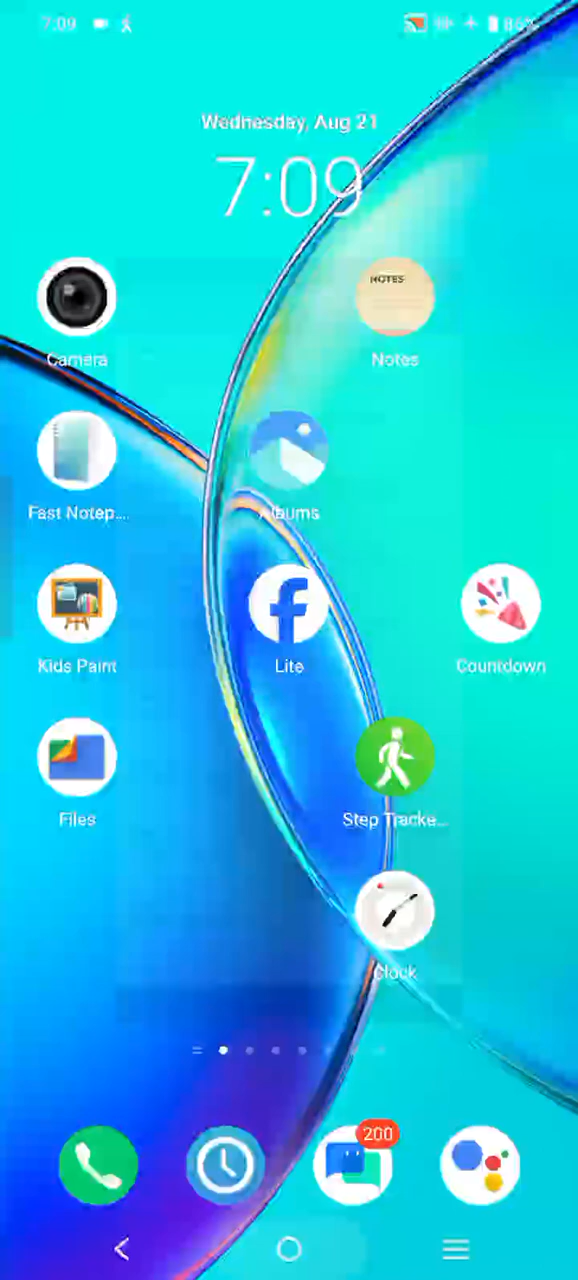 7:09
86%
Wednesday, Aug 21
7:09
NOTES
Camera
Notes
Fast Notep...
Albums
Kids Paint
Lite
Countdown
Files
Step Tracke...
Clock
200